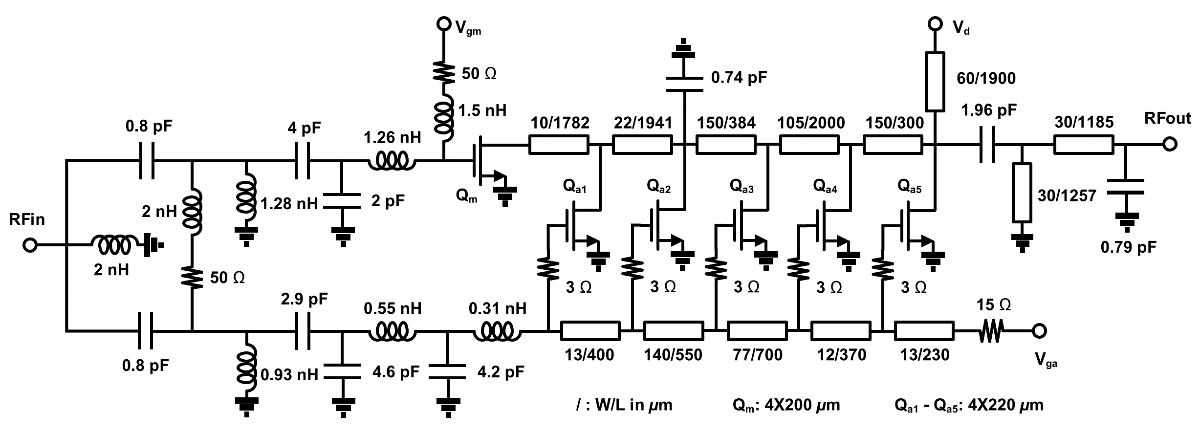 V_gm
V_d
50 Ω
0.74 pF
60/1900
1.5 nH
1.96 pF
0.8 pF
4 pF
1.26 nH
10/1782
22/1941
150/384
105/2000
150/300
30/1185
RFout
Q_m
Q_a1
Q_a2
Q_a3
Q_a4
Q_a5
2 nH
1.28 nH
2 pF
30/1257
RFin
0.79 pF
2 nH
50 Ω
3 Ω
3 Ω
3 Ω
3 Ω
3 Ω
2.9 pF
0.55 nH
0.31 nH
15 Ω
0.8 pF
0.93 nH
4.6 pF
4.2 pF
13/400
140/550
77/700
12/370
13/230
V_ga
/ : W/L in µm
Q_m: 4X200 µm
Q_a1 - Q_a5: 4X220 µm